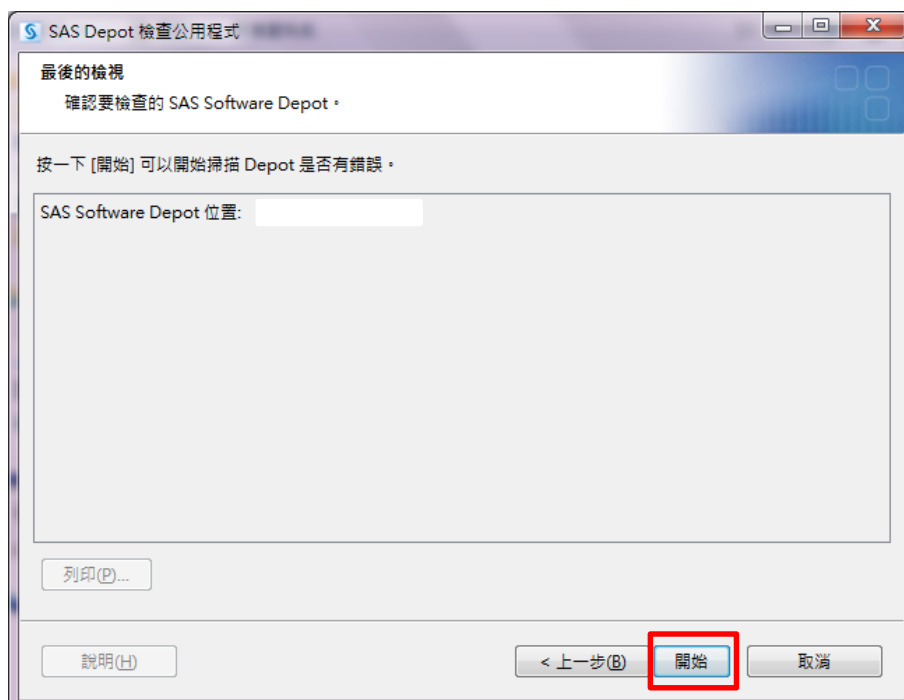 SAS Depot 檢查公用程式
最後的檢視
確認要檢查的 SAS Software Depot。
按一下 [開始] 可以開始掃描 Depot 是否有錯誤。
SAS Software Depot 位置:
列印(P)...
說明(H)
< 上一步(B)
開始
取消